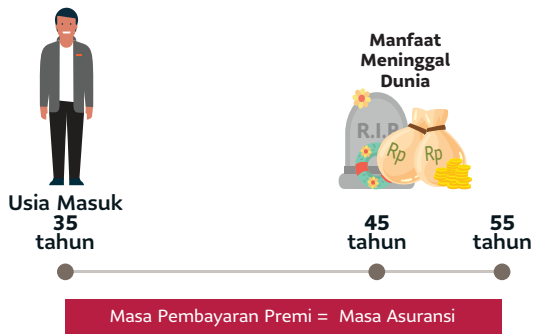 Manfaat
Meninggal
Dunia
R.I.P
Rp
Rp
Usia Masuk
35
tahun
45
tahun
55
tahun
Masa Pembayaran Premi = Masa Asuransi